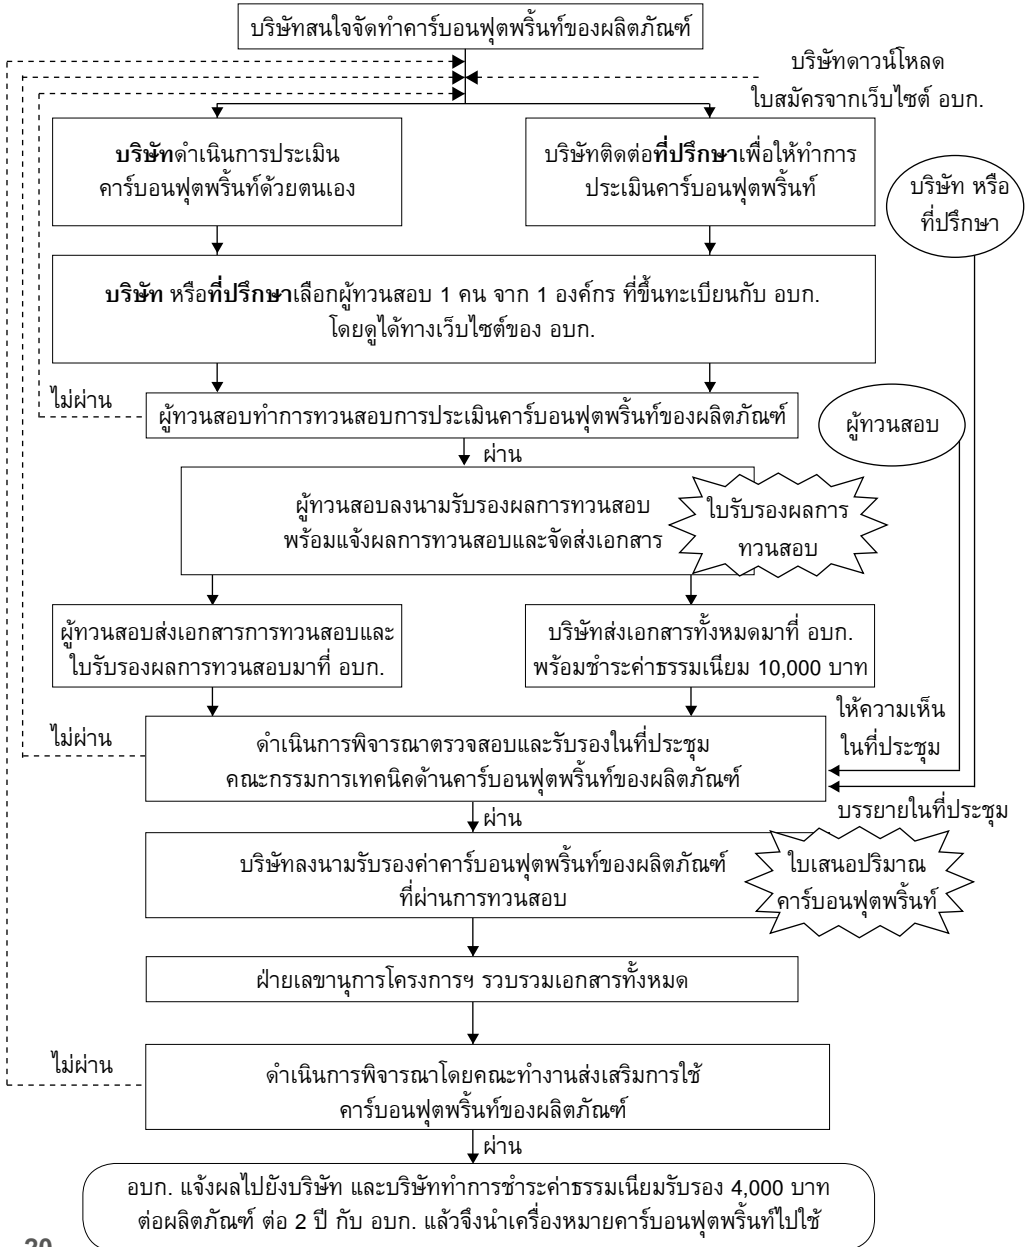 บริษัทสนใจจัดทำคาร์บอนฟุตพริ้นท์ของผลิตภัณฑ์
บริษัทดาวน์โหลด
ใบสมัครจากเว็บไซต์ อบก.
บริษัทดำเนินการประเมิน
คาร์บอนฟุตพริ้นท์ด้วยตนเอง
บริษัทติดต่อที่ปรึกษาเพื่อให้ทำการ
ประเมินคาร์บอนฟุตพริ้นท์
บริษัท หรือ
ที่ปรึกษา
บริษัท หรือที่ปรึกษาเลือกผู้ทวนสอบ 1 คน จาก 1 องค์กร ที่ขึ้นทะเบียนกับ อบก.
โดยดูได้ทางเว็บไซต์ของ อบก.
ไม่ผ่าน
ผู้ทวนสอบทำการทวนสอบการประเมินคาร์บอนฟุตพริ้นท์ของผลิตภัณฑ์
ผู้ทวนสอบ
ผ่าน
ผู้ทวนสอบลงนามรับรองผลการทวนสอบ
พร้อมแจ้งผลการทวนสอบและจัดส่งเอกสาร
ใบรับรองผลการ
ทวนสอบ
ผู้ทวนสอบส่งเอกสารการทวนสอบและ
ใบรับรองผลการทวนสอบมาที่ อบก.
บริษัทส่งเอกสารทั้งหมดมาที่ อบก.
พร้อมชำระค่าธรรมเนียม 10,000 บาท
ให้ความเห็น
ในที่ประชุม
ไม่ผ่าน
ดำเนินการพิจารณาตรวจสอบและรับรองในที่ประชุม
คณะกรรมการเทคนิคด้านคาร์บอนฟุตพริ้นท์ของผลิตภัณฑ์
บรรยายในที่ประชุม
ผ่าน
บริษัทลงนามรับรองค่าคาร์บอนฟุตพริ้นท์ของผลิตภัณฑ์
ที่ผ่านการทวนสอบ
ใบเสนอปริมาณ
คาร์บอนฟุตพริ้นท์
ฝ่ายเลขานุการโครงการฯ รวบรวมเอกสารทั้งหมด
ไม่ผ่าน
ดำเนินการพิจารณาโดยคณะทำงานส่งเสริมการใช้
คาร์บอนฟุตพริ้นท์ของผลิตภัณฑ์
ผ่าน
อบก. แจ้งผลไปยังบริษัท และบริษัททำการชำระค่าธรรมเนียมรับรอง 4,000 บาท
ต่อผลิตภัณฑ์ ต่อ 2 ปี กับ อบก. แล้วจึงนำเครื่องหมายคาร์บอนฟุตพริ้นท์ไปใช้